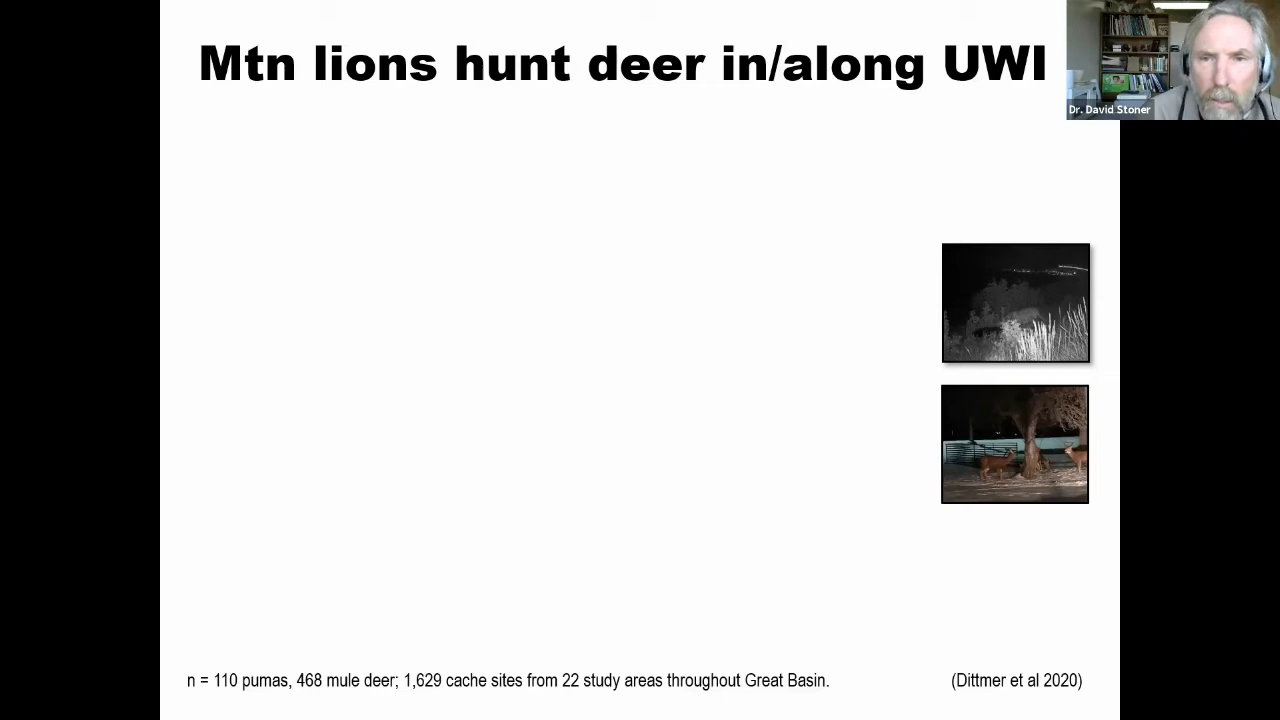 Mtn lions hunt deer in/along UWI
Dr. David Stoner
n = 110 pumas, 468 mule deer; 1,629 cache sites from 22 study areas throughout Great Basin.
(Dittmer et al 2020)